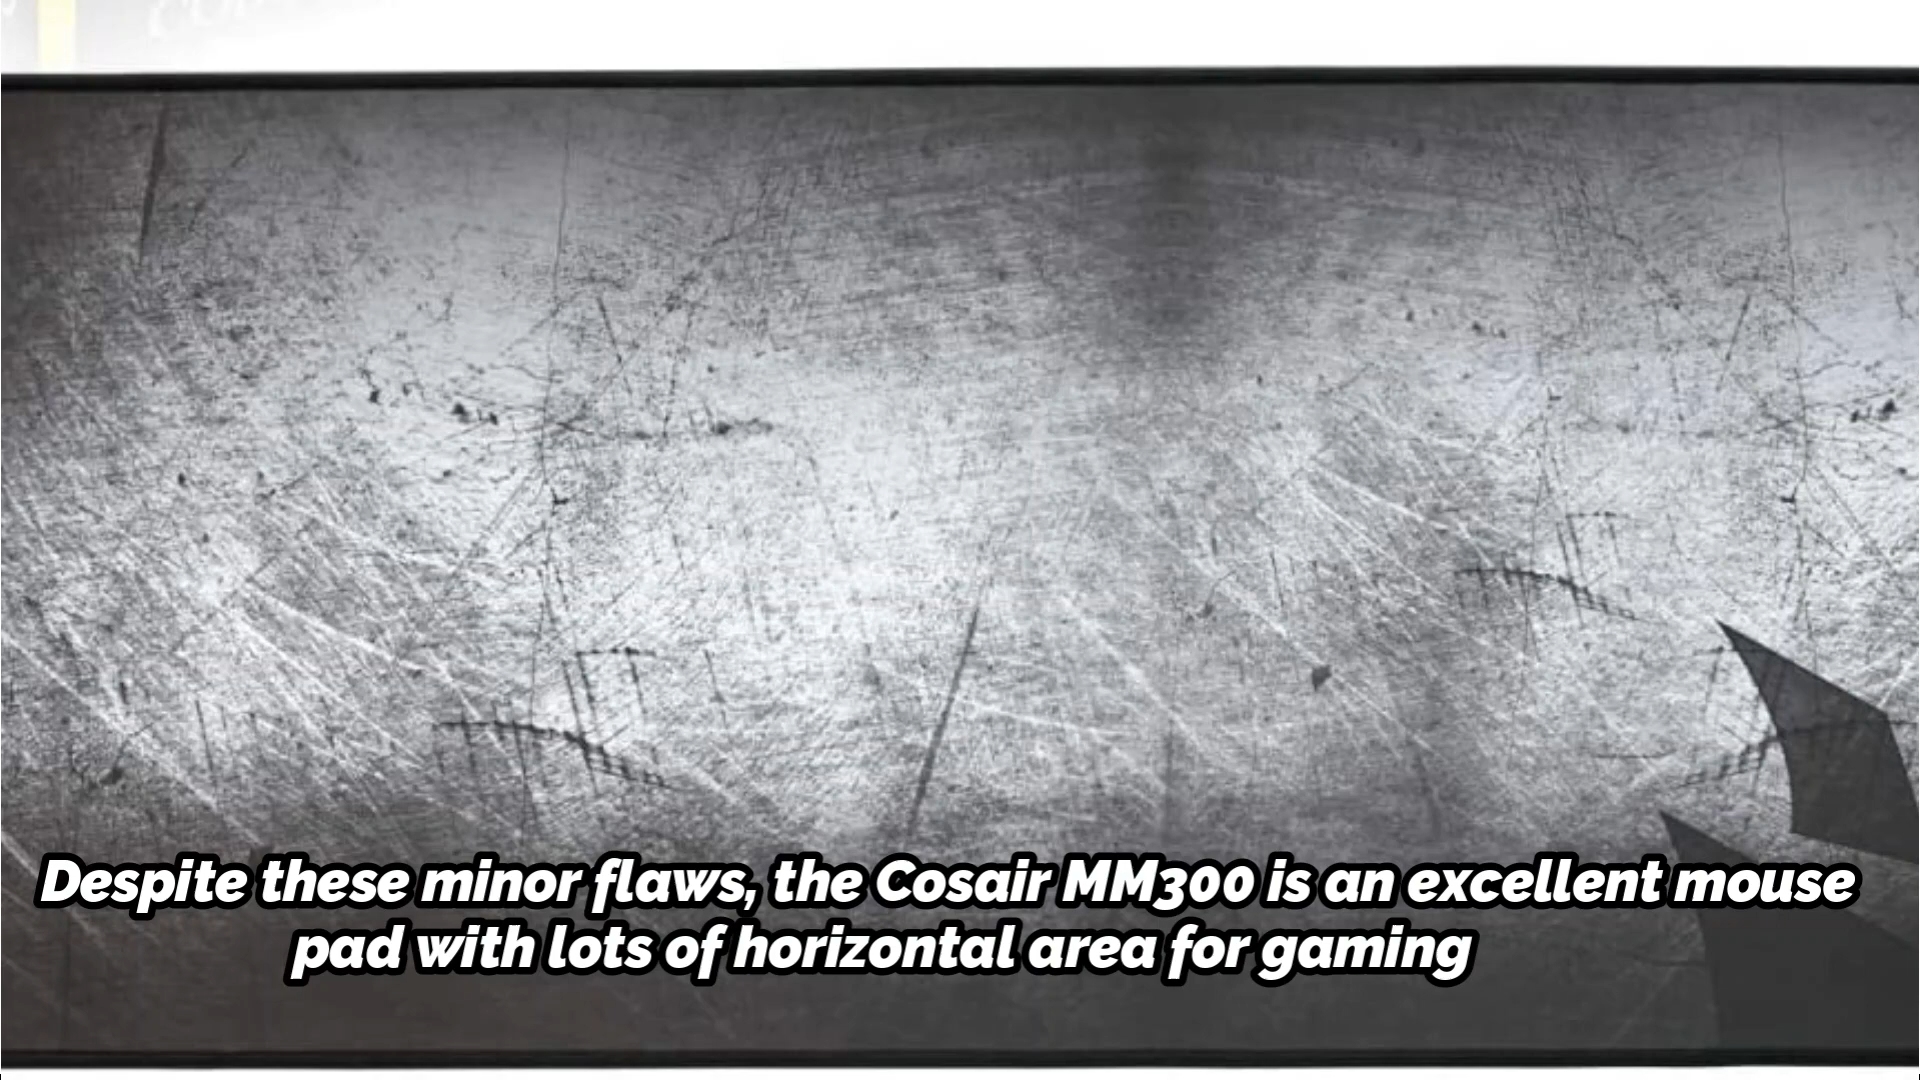 Despite these minor flaws, the Cosair MM300 is an excellent mouse
pad with lots of horizontal area for gaming